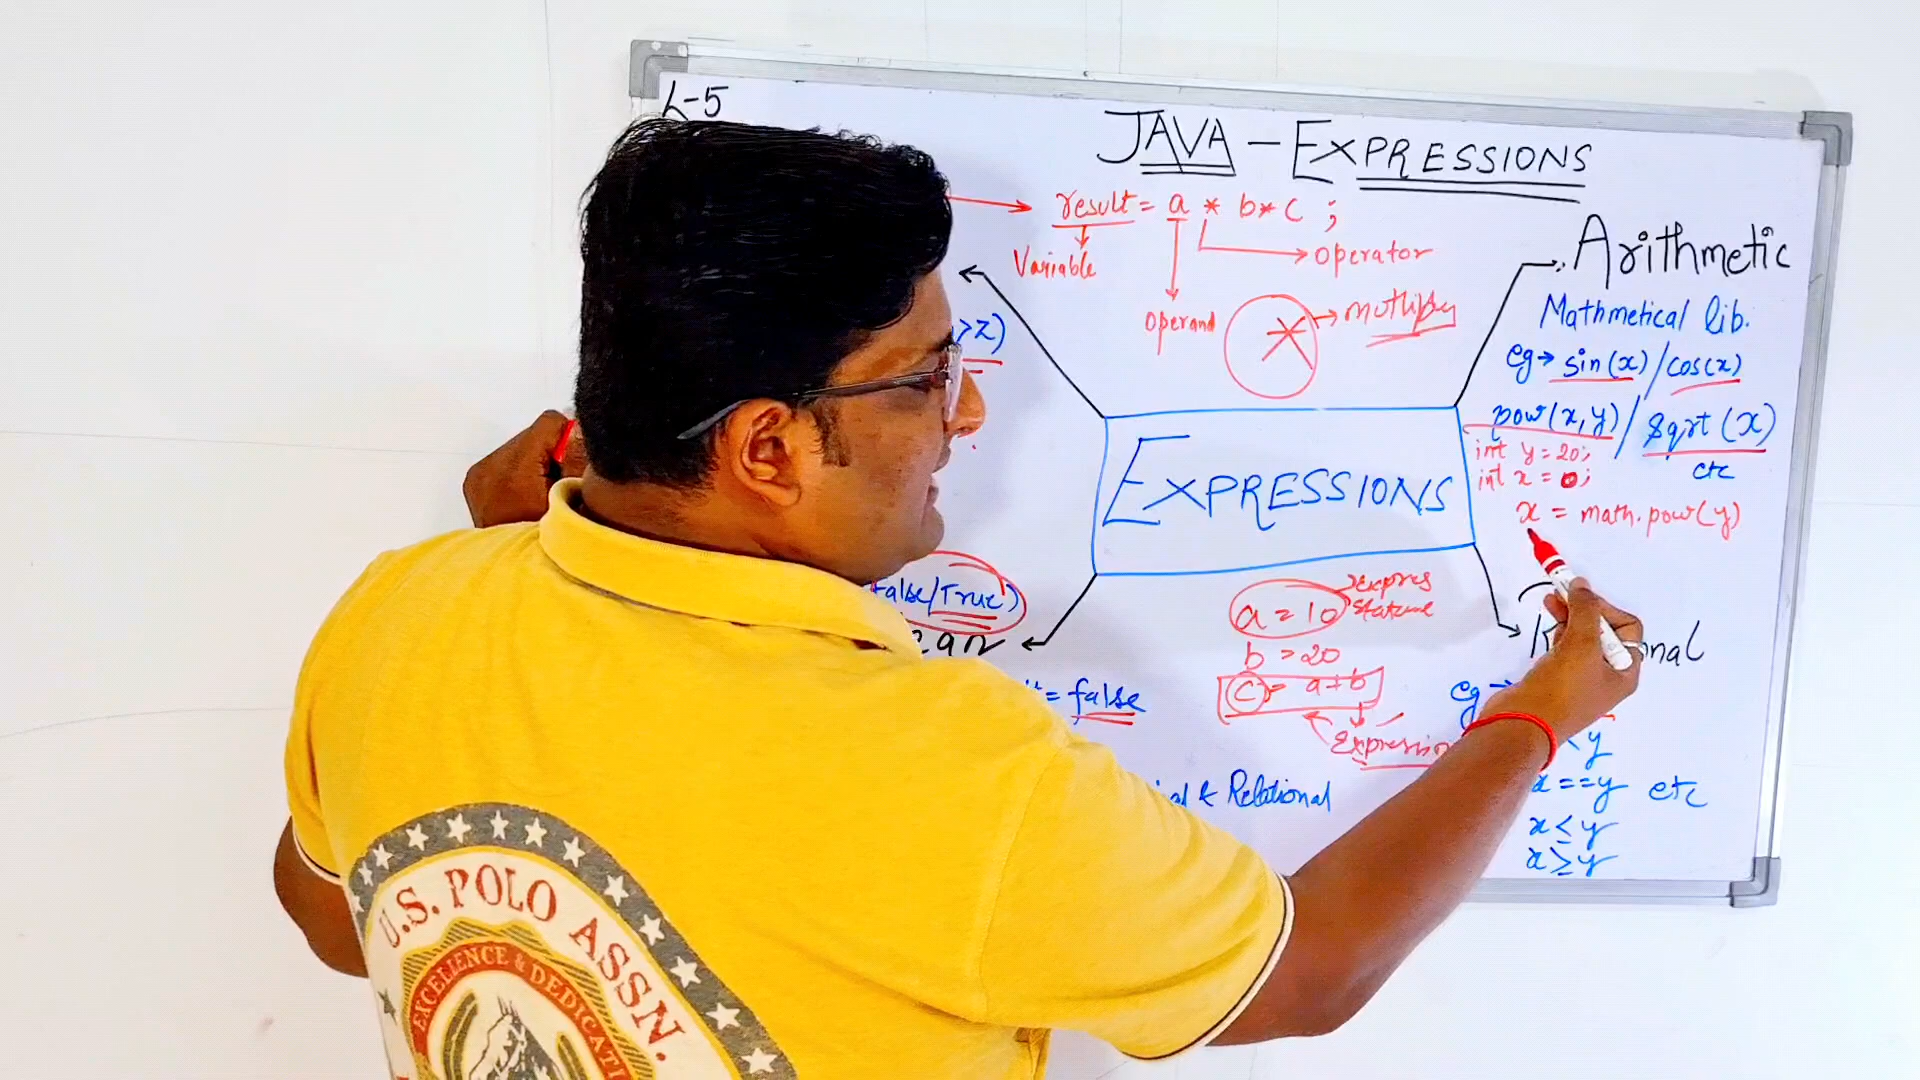 L-5
JAVA - EXPRESSIONS
result = a * b * c ;
Variable
Operator
Operand
* → multiply
>z)
EXPRESSIONS
Arithmetic
Mathmetical lib.
eg → sin(x) / cos(x)
pow(x,y) / Sqrt(x)
etc
int y = 20;
int x = 0;
x = math.pow(y)
False/True)
= false
a = 10
expres
b = 20
c = a + b
Expression
& Relational
nal
eg →
< y
x == y etc
x ≤ y
x ≥ y
U.S. POLO ASSN.
EXCELLENCE & DEDICATI